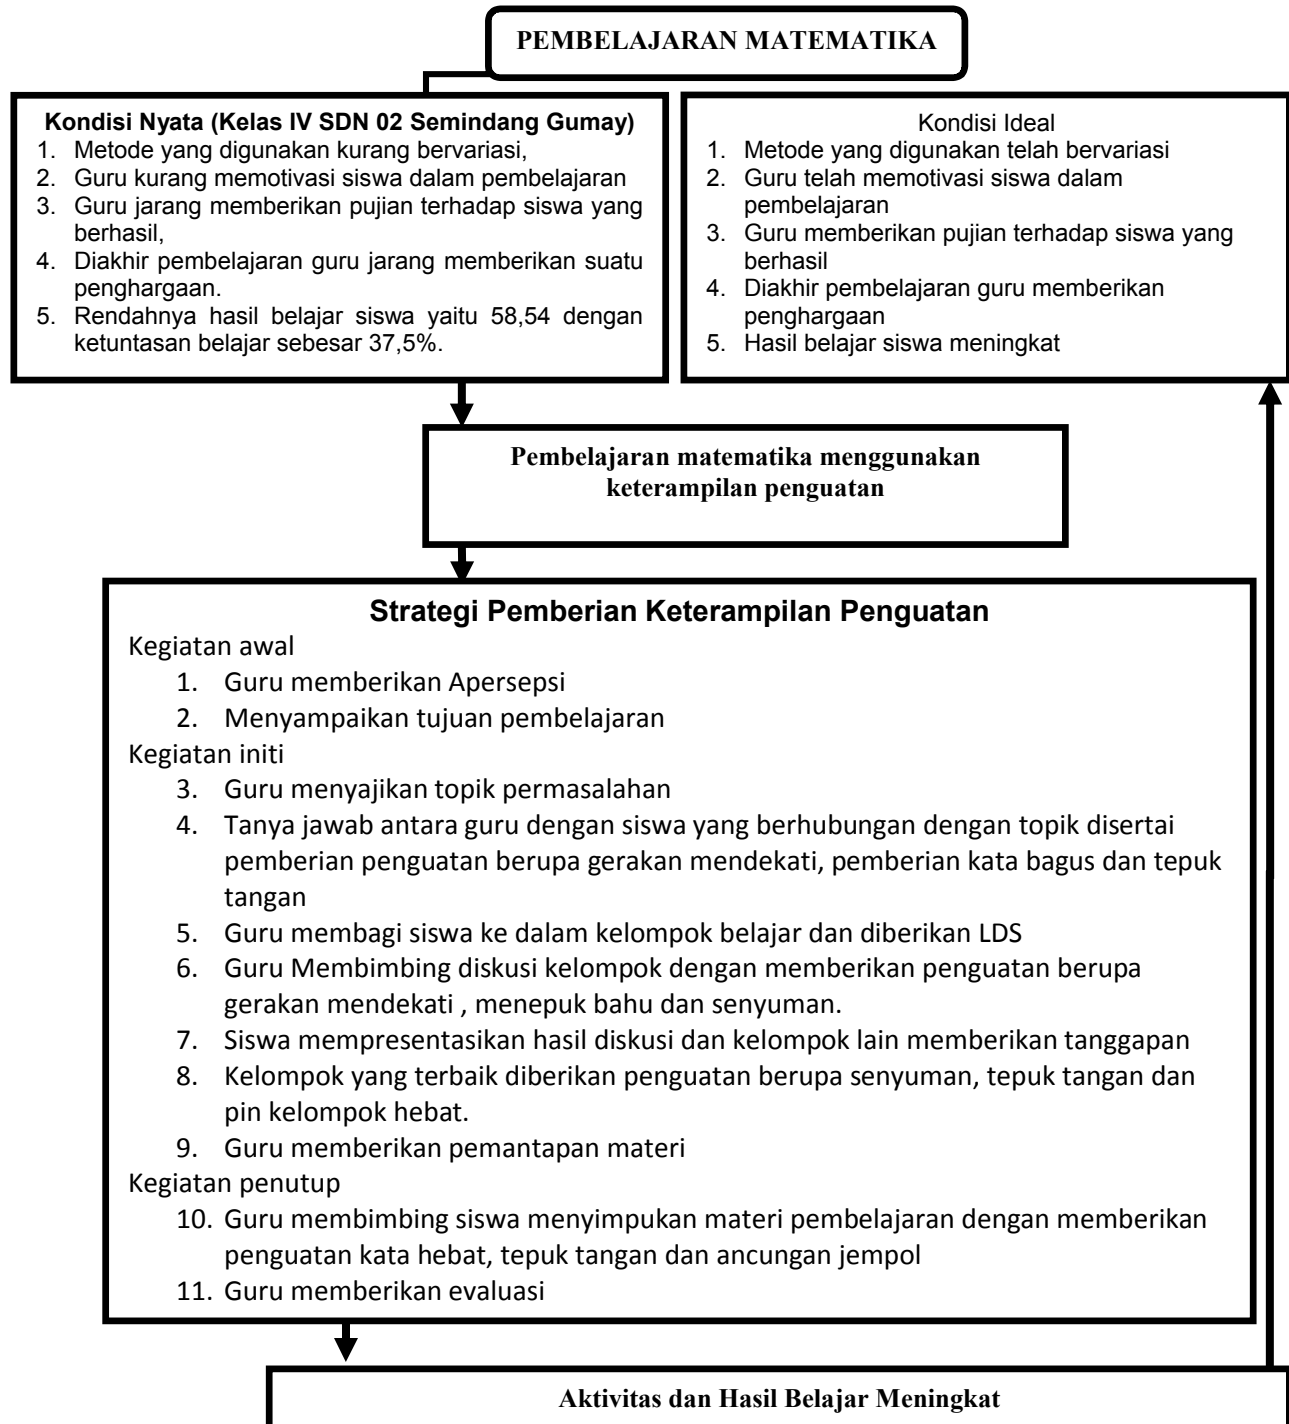 PEMBELAJARAN MATEMATIKA
Kondisi Nyata (Kelas IV SDN 02 Semindang Gumay)
1. Metode yang digunakan kurang bervariasi,
2. Guru kurang memotivasi siswa dalam pembelajaran
3. Guru jarang memberikan pujian terhadap siswa yang
berhasil,
4. Diakhir pembelajaran guru jarang memberikan suatu
penghargaan.
5. Rendahnya hasil belajar siswa yaitu 58,54 dengan
ketuntasan belajar sebesar 37,5%.
Kondisi Ideal
1. Metode yang digunakan telah bervariasi
2. Guru telah memotivasi siswa dalam
pembelajaran
3. Guru memberikan pujian terhadap siswa yang
berhasil
4. Diakhir pembelajaran guru memberikan
penghargaan
5. Hasil belajar siswa meningkat
Pembelajaran matematika menggunakan
keterampilan penguatan
Strategi Pemberian Keterampilan Penguatan
Kegiatan awal
1. Guru memberikan Apersepsi
2. Menyampaikan tujuan pembelajaran
Kegiatan initi
3. Guru menyajikan topik permasalahan
4. Tanya jawab antara guru dengan siswa yang berhubungan dengan topik disertai
pemberian penguatan berupa gerakan mendekati, pemberian kata bagus dan tepuk
tangan
5. Guru membagi siswa ke dalam kelompok belajar dan diberikan LDS
6. Guru Membimbing diskusi kelompok dengan memberikan penguatan berupa
gerakan mendekati , menepuk bahu dan senyuman.
7. Siswa mempresentasikan hasil diskusi dan kelompok lain memberikan tanggapan
8. Kelompok yang terbaik diberikan penguatan berupa senyuman, tepuk tangan dan
pin kelompok hebat.
9. Guru memberikan pemantapan materi
Kegiatan penutup
10. Guru membimbing siswa menyimpukan materi pembelajaran dengan memberikan
penguatan kata hebat, tepuk tangan dan ancungan jempol
11. Guru memberikan evaluasi
Aktivitas dan Hasil Belajar Meningkat